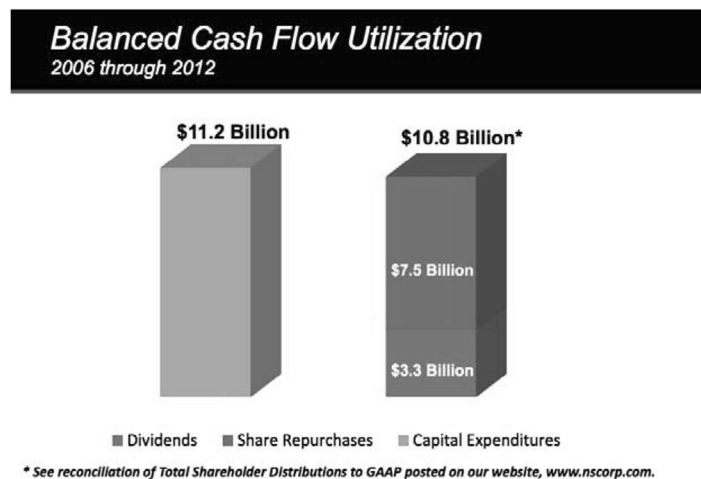 Balanced Cash Flow Utilization
2006 through 2012
$11.2 Billion
$10.8 Billion*
$7.5 Billion
$3.3 Billion
Dividends Share Repurchases Capital Expenditures
* See reconciliation of Total Shareholder Distributions to GAAP posted on our website, www.nscorp.com.